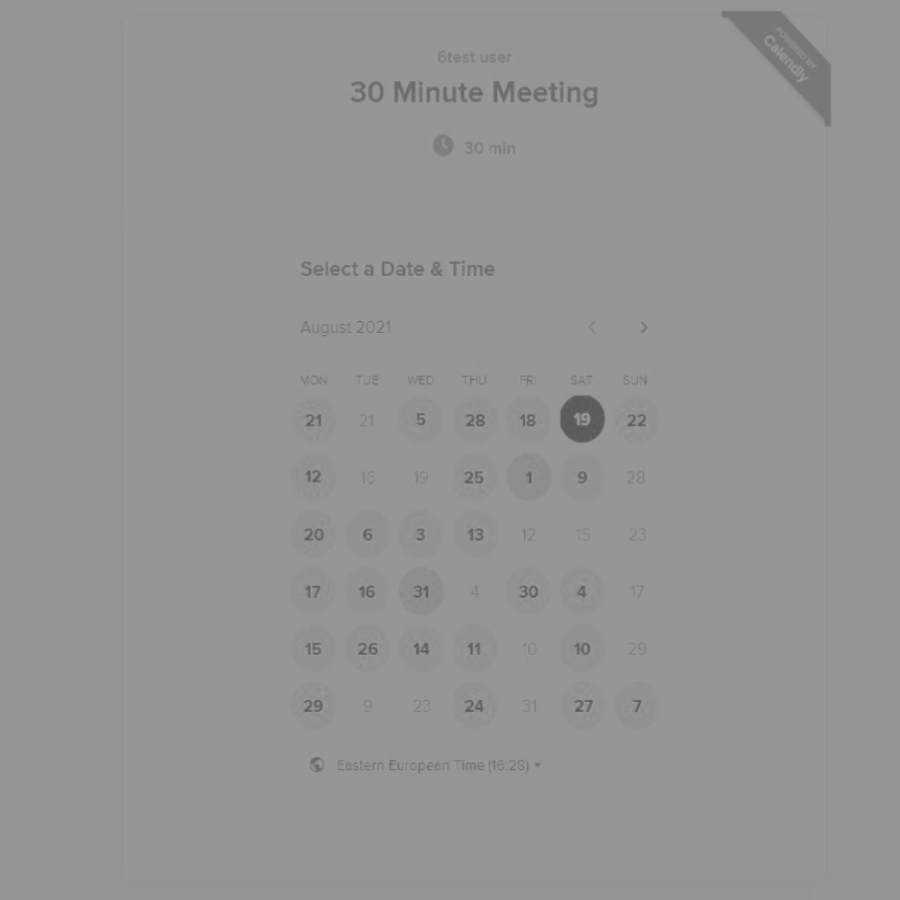 POWERED BY
Calendly
6test user
30 Minute Meeting
30 min
Select a Date & Time
August 2021
MON TUE WED THU FRI SAT SUN
21 21 5 28 18 19 22
12 16 19 25 1 9 28
20 6 3 13 12 15 23
17 16 31 4 30 4 17
15 26 14 11 10 10 29
29 9 23 24 31 27 7
Eastern European Time (16:28)